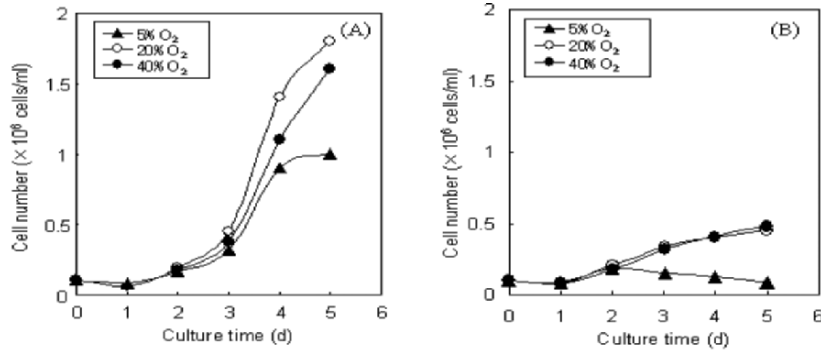 (A)
5% O₂
20% O₂
40% O₂
Cell number (×10⁶ cells/ml)
2
1.5
1
0.5
0
0 1 2 3 4 5 6
Culture time (d)
(B)
5% O₂
20% O₂
40% O₂
Cell number (×10⁶ cells/ml)
2
1.5
1
0.5
0
0 1 2 3 4 5 6
Culture time (d)